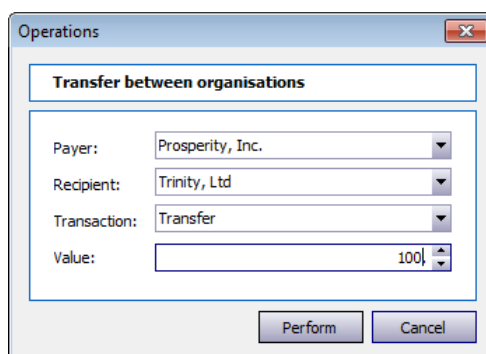 Operations
Transfer between organisations
Payer: Prosperity, Inc.
Recipient: Trinity, Ltd
Transaction: Transfer
Value: 100,
Perform Cancel